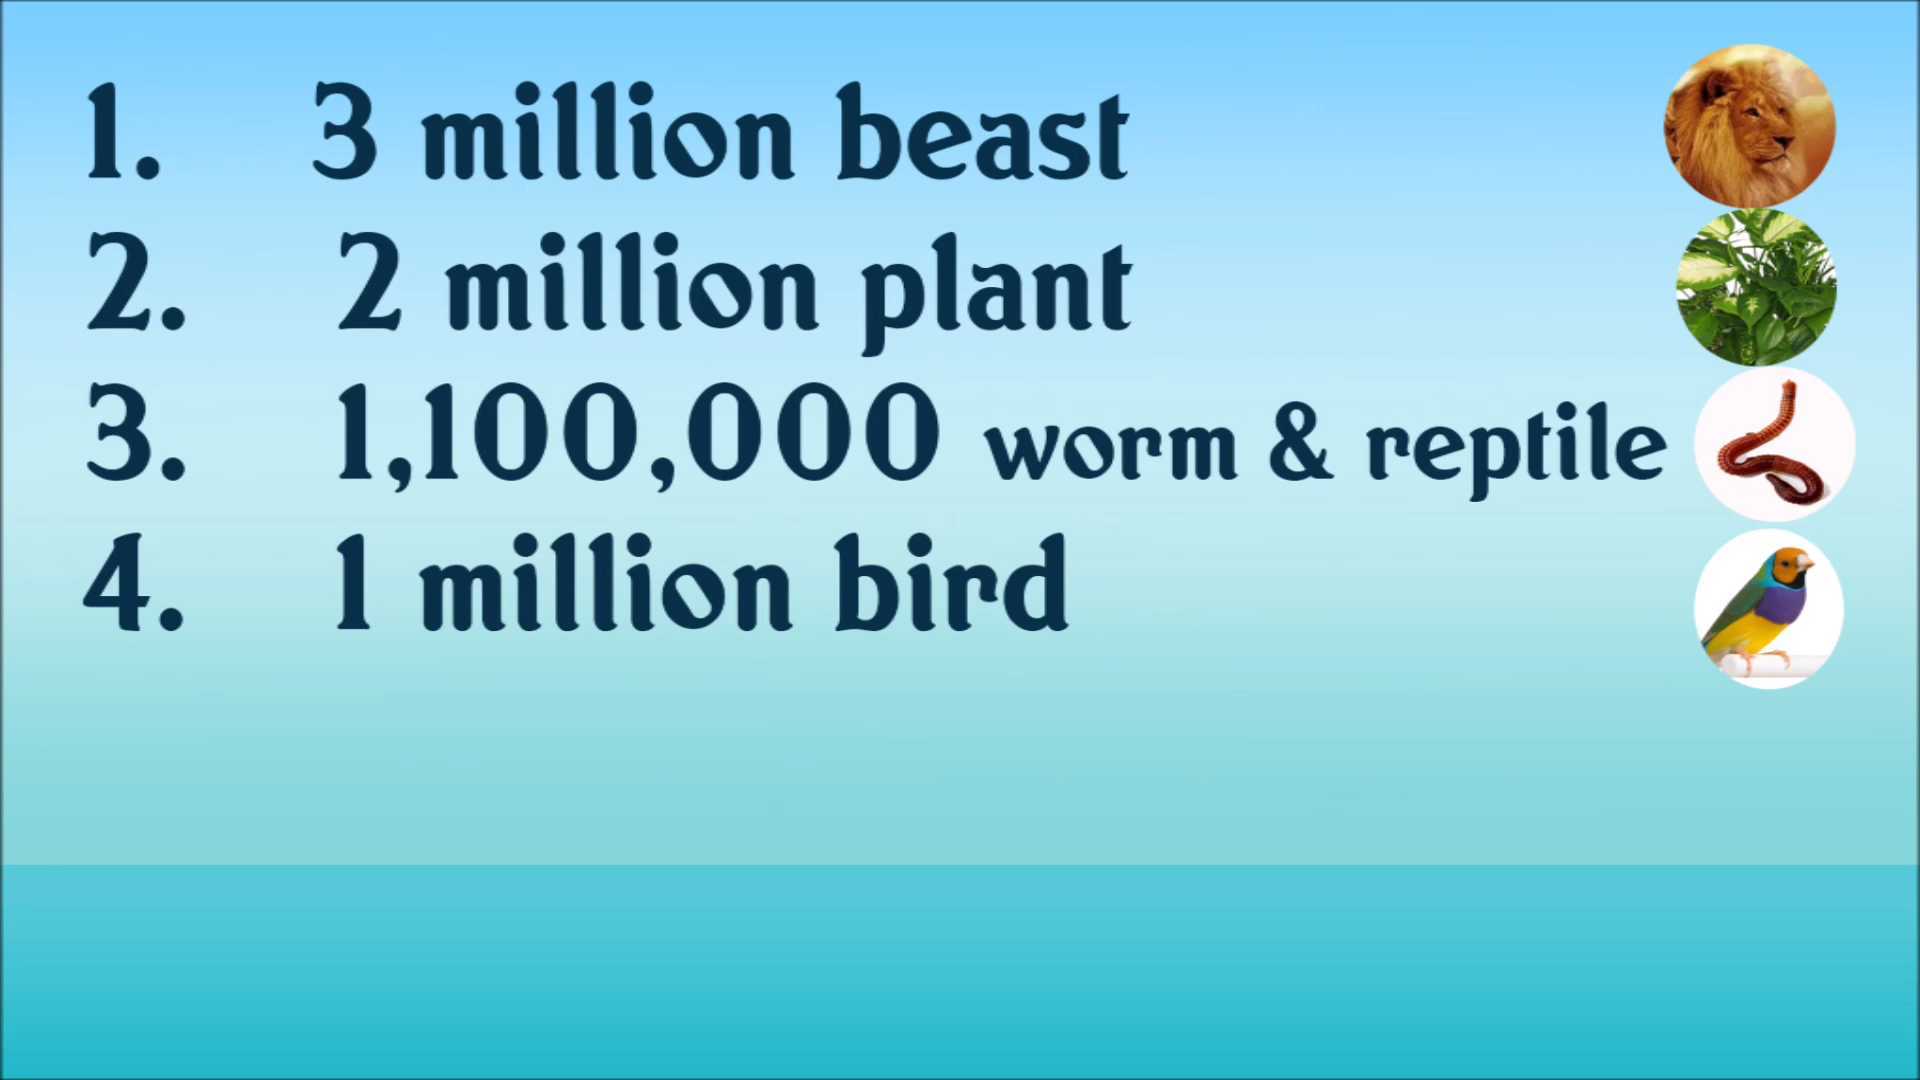 1. 3 million beast
2. 2 million plant
3. 1,100,000 worm & reptile
4. 1 million bird